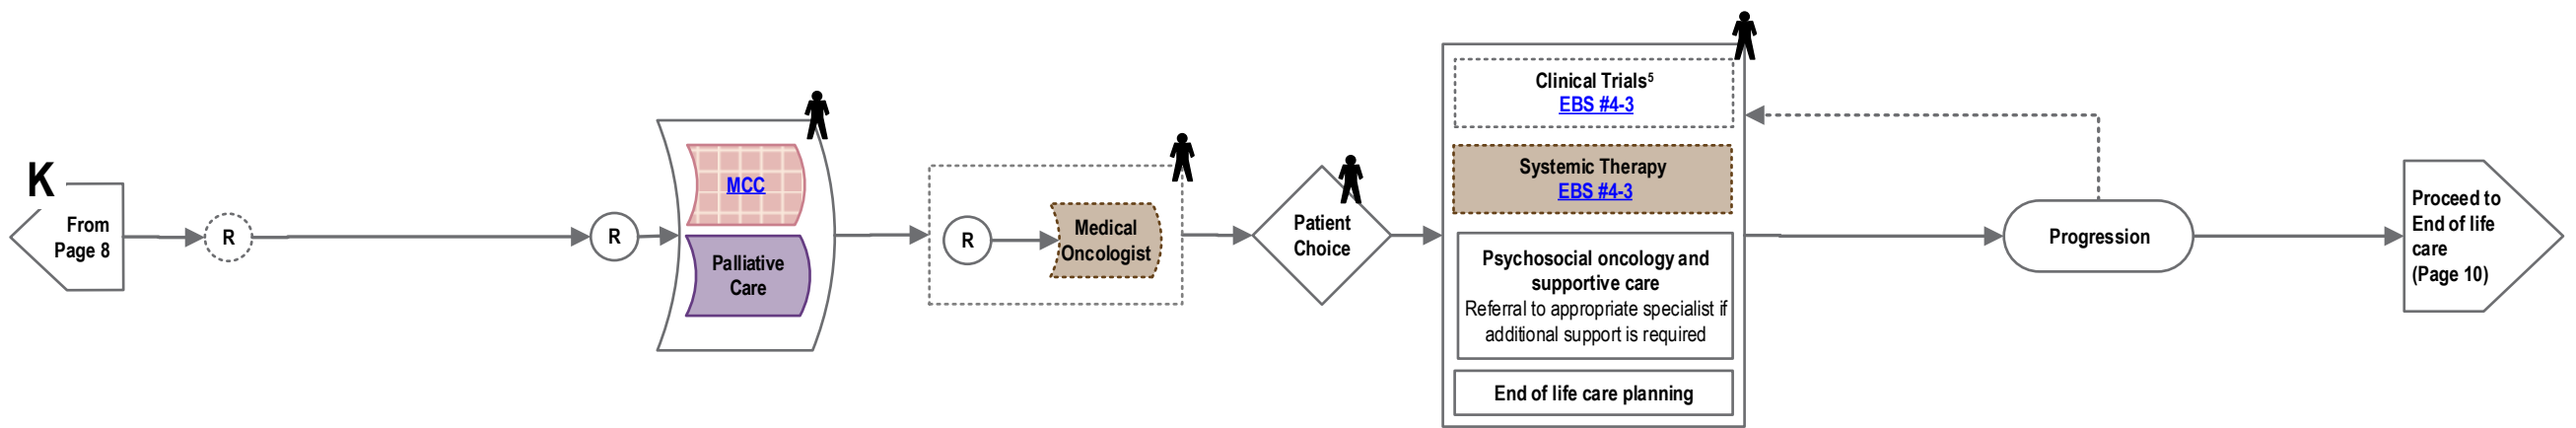 K
From
Page 8
R
R
MCC
Palliative
Care
R
Medical
Oncologist
Patient
Choice
Clinical Trials⁵
EBS #4-3
Systemic Therapy
EBS #4-3
Psychosocial oncology and
supportive care
Referral to appropriate specialist if
additional support is required
End of life care planning
Progression
Proceed to
End of life
care
(Page 10)